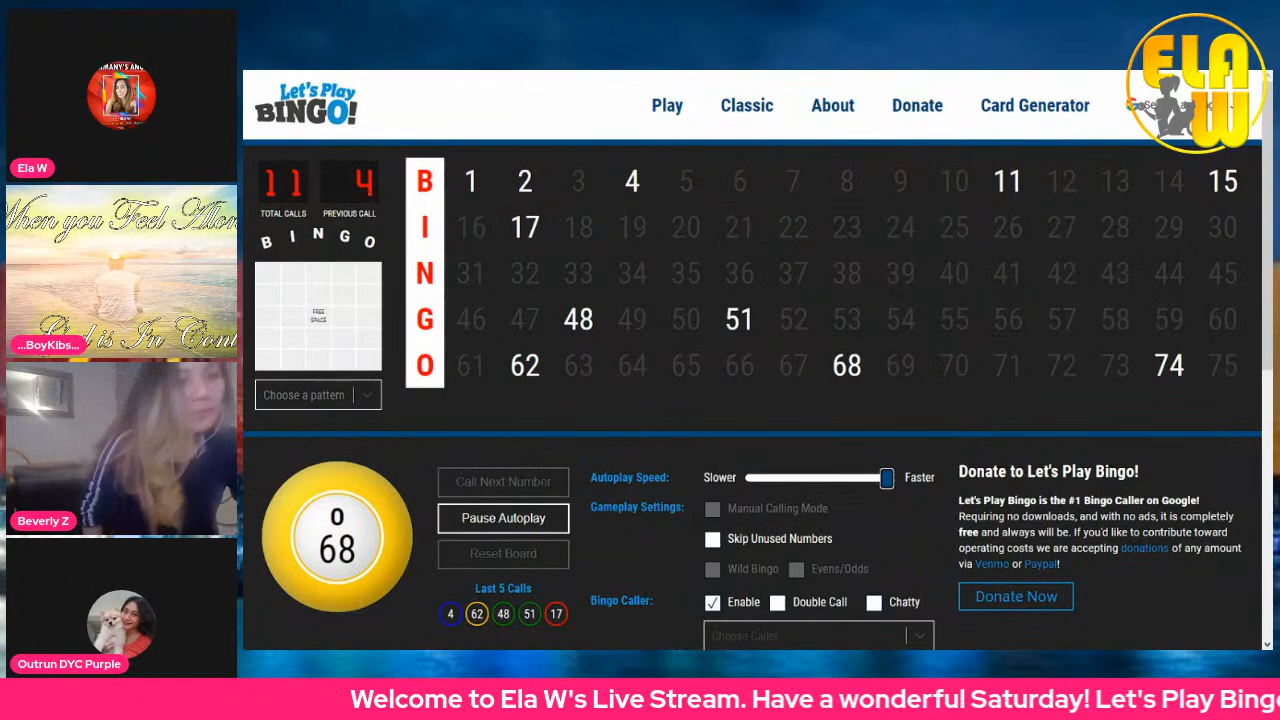 Ela W
When you Feel Alon
God is In Cont
...BoyKibs...
Beverly Z
Outrun DYC Purple
ELA
W
Let's Play
BINGO!
Play Classic About Donate Card Generator
11 4
TOTAL CALLS PREVIOUS CALL
B I N G O
FREE
SPACE
Choose a pattern
B 1 2 3 4 5 6 7 8 9 10 11 12 13 14 15
I 16 17 18 19 20 21 22 23 24 25 26 27 28 29 30
N 31 32 33 34 35 36 37 38 39 40 41 42 43 44 45
G 46 47 48 49 50 51 52 53 54 55 56 57 58 59 60
O 61 62 63 64 65 66 67 68 69 70 71 72 73 74 75
O
68
Call Next Number
Pause Autoplay
Reset Board
Last 5 Calls
4 62 48 51 17
Autoplay Speed: Slower Faster
Gameplay Settings: Manual Calling Mode
Skip Unused Numbers
Wild Bingo Evens/Odds
Bingo Caller: Enable Double Call Chatty
Choose Caller
Donate to Let's Play Bingo!
Let's Play Bingo is the #1 Bingo Caller on Google!
Requiring no downloads, and with no ads, it is completely
free and always will be. If you'd like to contribute toward
operating costs we are accepting donations of any amount
via Venmo or Paypal!
Donate Now
Welcome to Ela W's Live Stream. Have a wonderful Saturday! Let's Play Bing